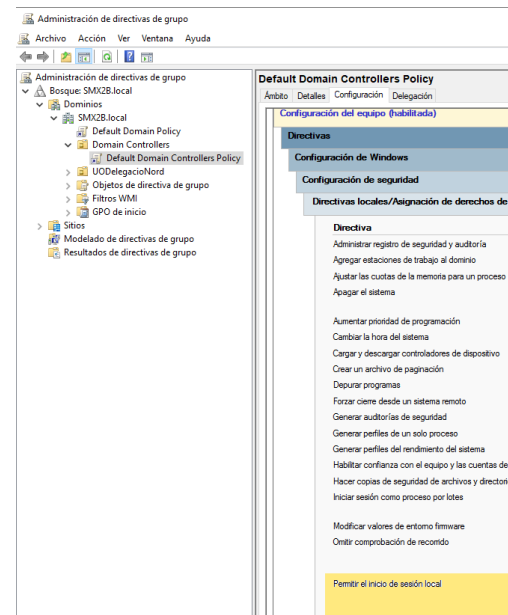 Administración de directivas de grupo
Archivo Acción Ver Ventana Ayuda
Administración de directivas de grupo
Bosque: SMX2B.local
Dominios
SMX2B.local
Default Domain Policy
Domain Controllers
Default Domain Controllers Policy
UODelegacioNord
Objetos de directiva de grupo
Filtros WMI
GPO de inicio
Sitios
Modelado de directivas de grupo
Resultados de directivas de grupo
Default Domain Controllers Policy
Ámbito Detalles Configuración Delegación
Configuración del equipo (habilitada)
Directivas
Configuración de Windows
Configuración de seguridad
Directivas locales/Asignación de derechos de
Directiva
Administrar registro de seguridad y auditoría
Agregar estaciones de trabajo al dominio
Ajustar las cuotas de la memoria para un proceso
Apagar el sistema
Aumentar prioridad de programación
Cambiar la hora del sistema
Cargar y descargar controladores de dispositivo
Crear un archivo de paginación
Depurar programas
Forzar cierre desde un sistema remoto
Generar auditorías de seguridad
Generar perfiles de un solo proceso
Generar perfiles del rendimiento del sistema
Habilitar confianza con el equipo y las cuentas de
Hacer copias de seguridad de archivos y directori
Iniciar sesión como proceso por lotes
Modificar valores de entorno firmware
Omitir comprobación de recorrido
Permitir el inicio de sesión local